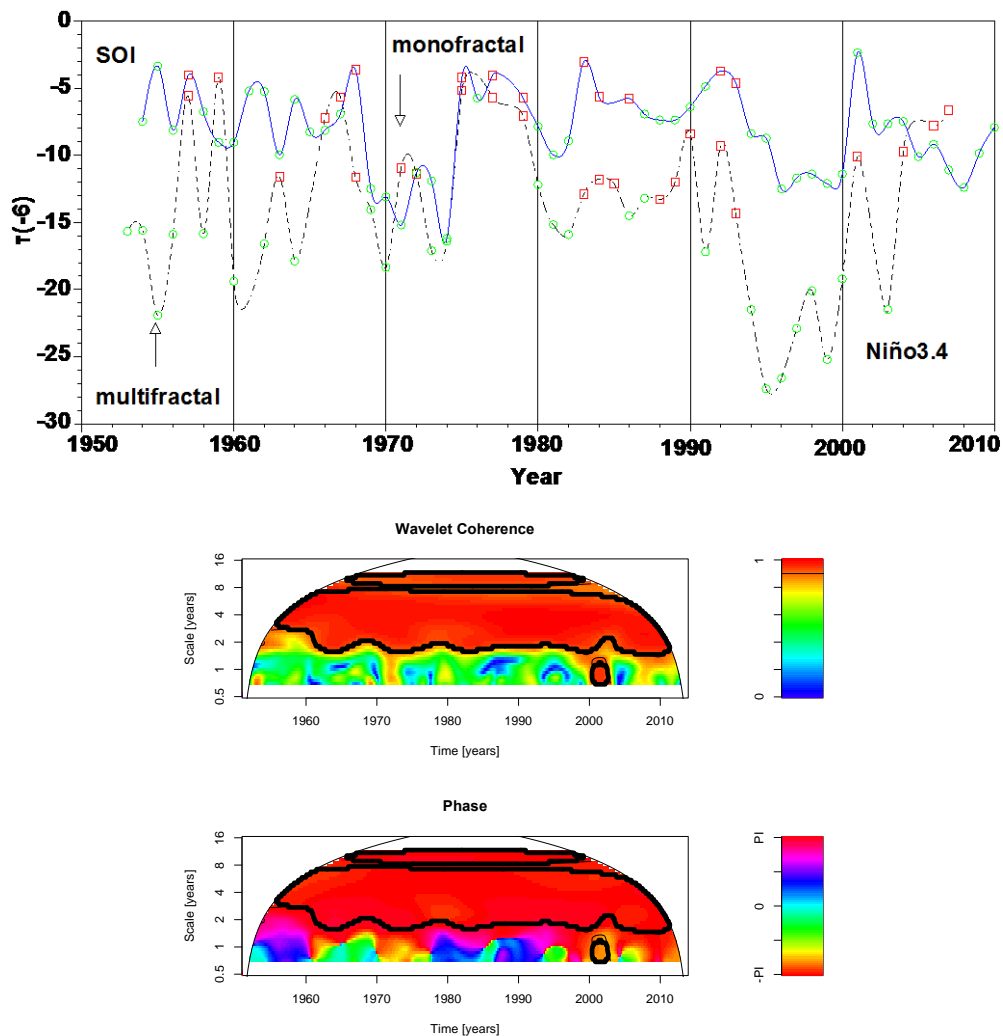 0
-5
-10
-15
-20
-25
-30
τ(-6)
SOI
monofractal
multifractal
Niño3.4
1950
1960
1970
1980
1990
2000
2010
Year
Wavelet Coherence
16
8
4
2
1
0.5
Scale [years]
1960
1970
1980
1990
2000
2010
Time [years]
1
0
Phase
16
8
4
2
1
0.5
Scale [years]
1960
1970
1980
1990
2000
2010
Time [years]
PI
0
-PI